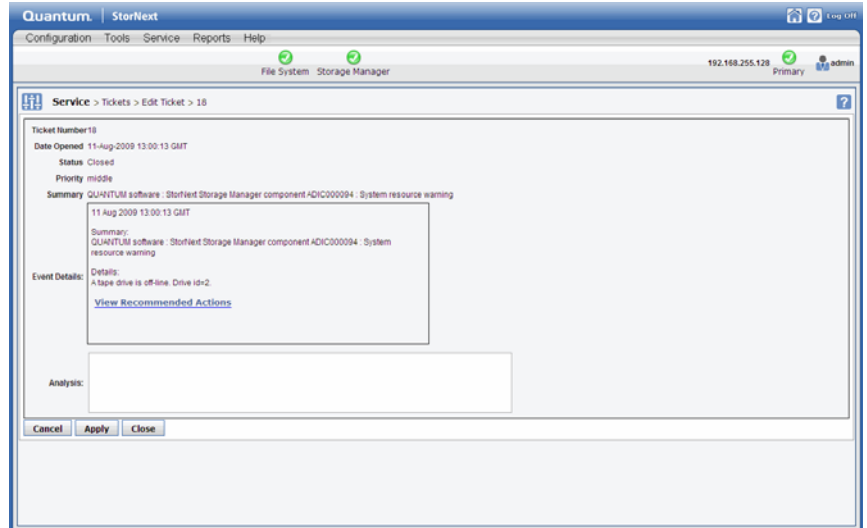 Quantum. StorNext
Log Off
Configuration Tools Service Reports Help
File System Storage Manager
192.168.255.128 Primary admin
Service > Tickets > Edit Ticket > 18
Ticket Number 18
Date Opened 11-Aug-2009 13:00:13 GMT
Status Closed
Priority middle
Summary QUANTUM software : StorNext Storage Manager component ADIC000094 : System resource warning
Event Details:
11 Aug 2009 13:00:13 GMT
Summary:
QUANTUM software : StorNext Storage Manager component ADIC000094 : System
resource warning
Details:
A tape drive is off-line. Drive id=2.
View Recommended Actions
Analysis:
Cancel Apply Close